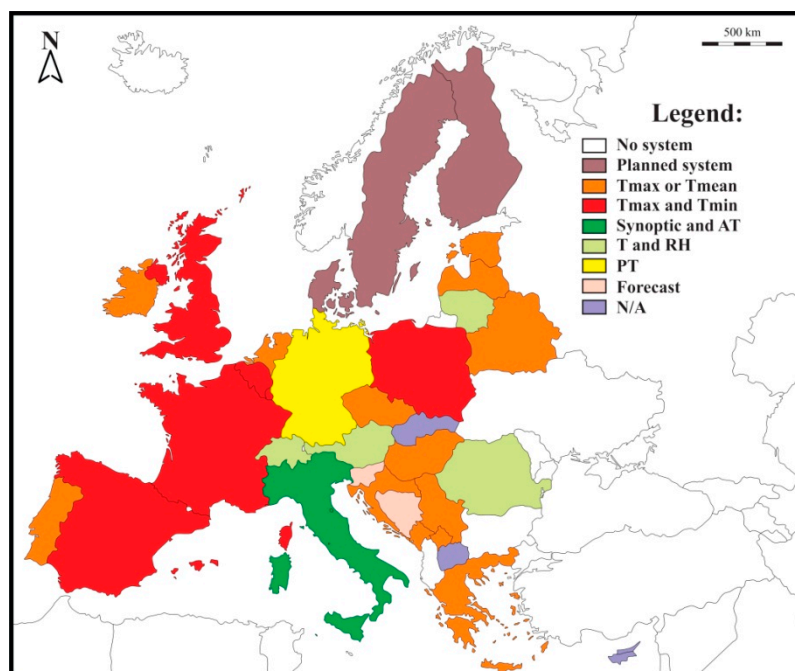 N
500 km
Legend:
No system
Planned system
Tmax or Tmean
Tmax and Tmin
Synoptic and AT
T and RH
PT
Forecast
N/A